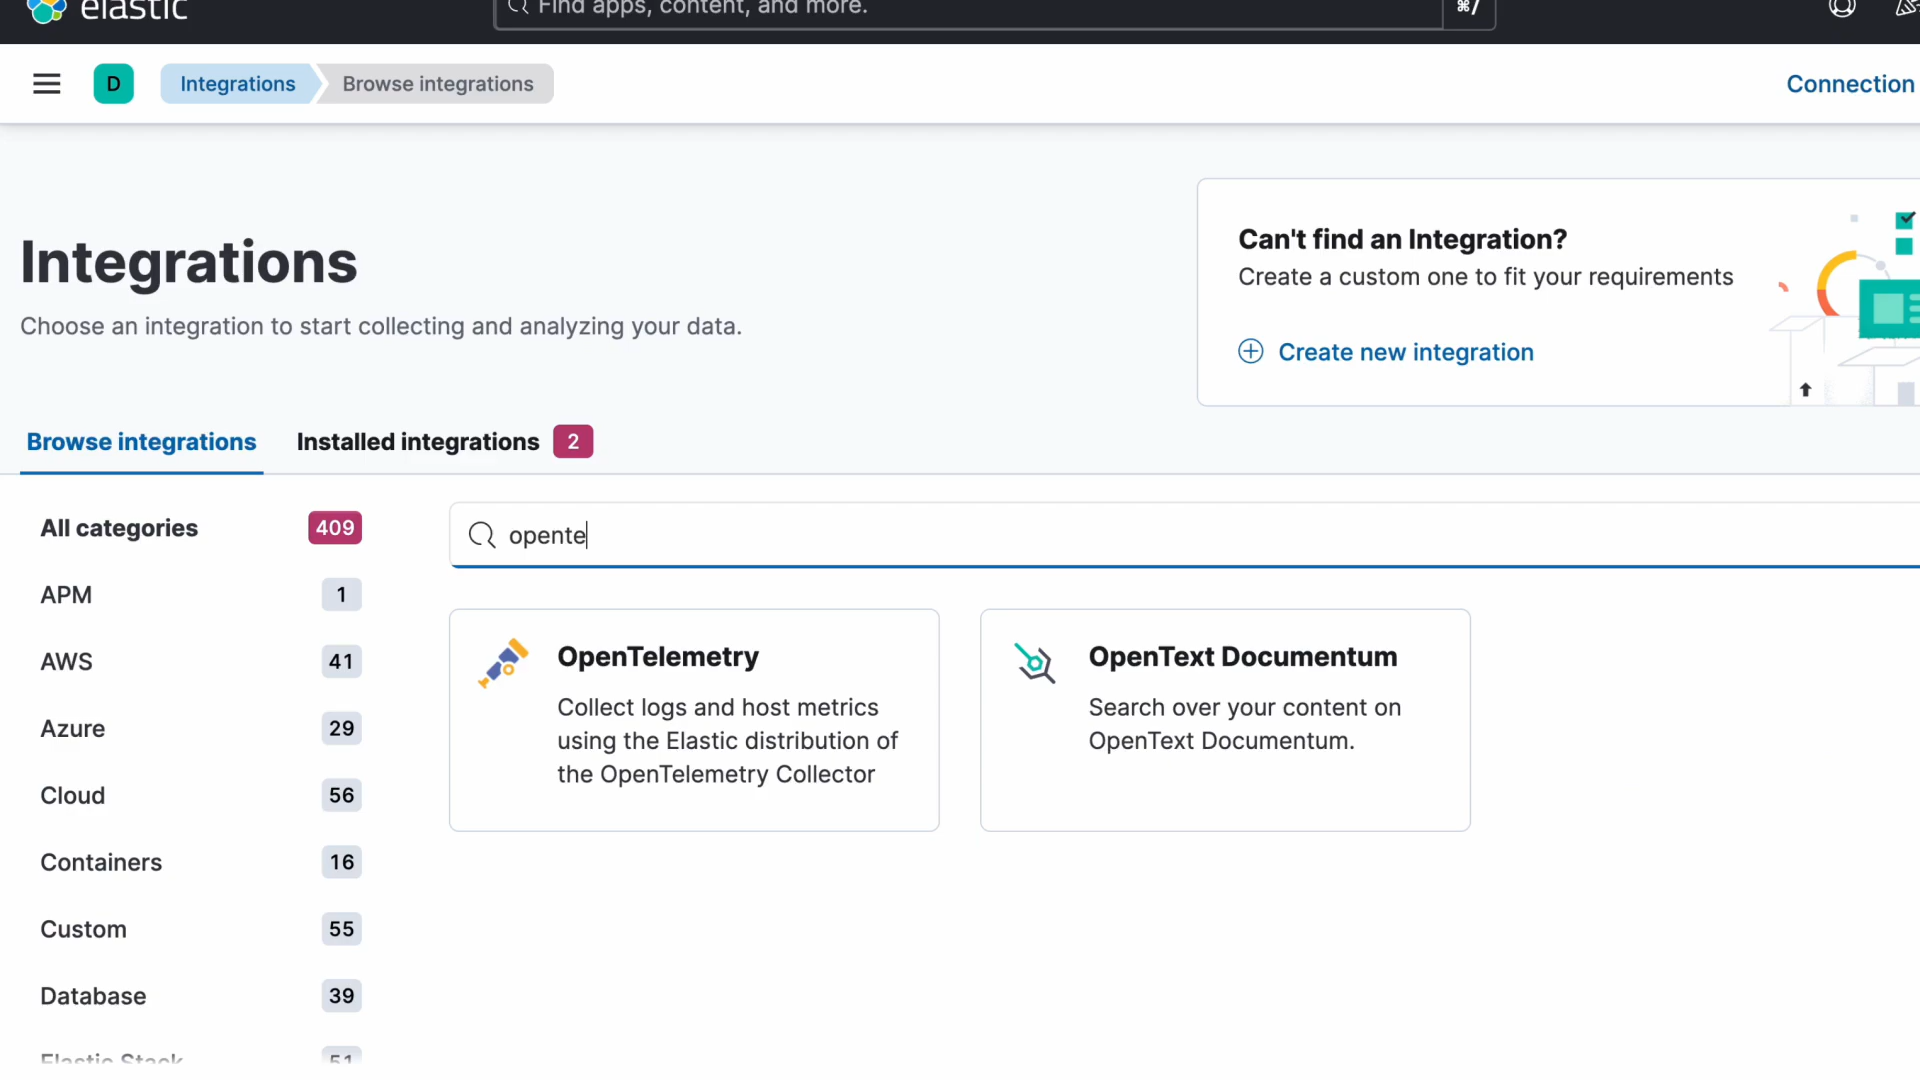 elastic
Find apps, content, and more.
⌘/
D
Integrations
Browse integrations
Connection
Integrations
Choose an integration to start collecting and analyzing your data.
Can't find an Integration?
Create a custom one to fit your requirements
Create new integration
Browse integrations
Installed integrations 2
All categories 409
APM 1
AWS 41
Azure 29
Cloud 56
Containers 16
Custom 55
Database 39
Elastic Stack 51
opente
OpenTelemetry
Collect logs and host metrics
using the Elastic distribution of
the OpenTelemetry Collector
OpenText Documentum
Search over your content on
OpenText Documentum.